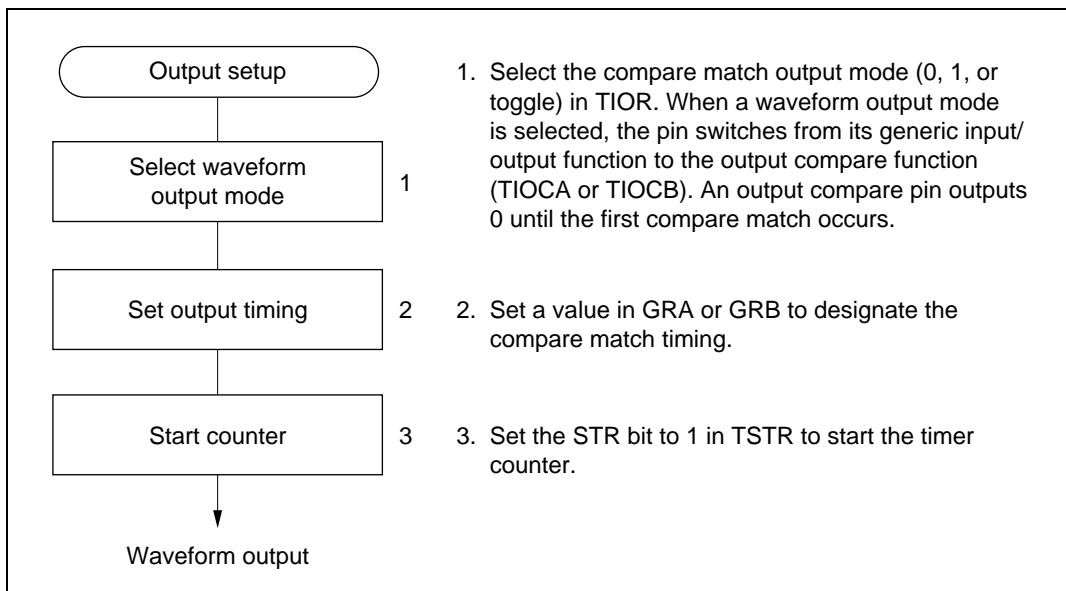 Output setup
Select waveform
output mode
1
Set output timing
2
Start counter
3
Waveform output
1. Select the compare match output mode (0, 1, or
toggle) in TIOR. When a waveform output mode
is selected, the pin switches from its generic input/
output function to the output compare function
(TIOCA or TIOCB). An output compare pin outputs
0 until the first compare match occurs.
2. Set a value in GRA or GRB to designate the
compare match timing.
3. Set the STR bit to 1 in TSTR to start the timer
counter.